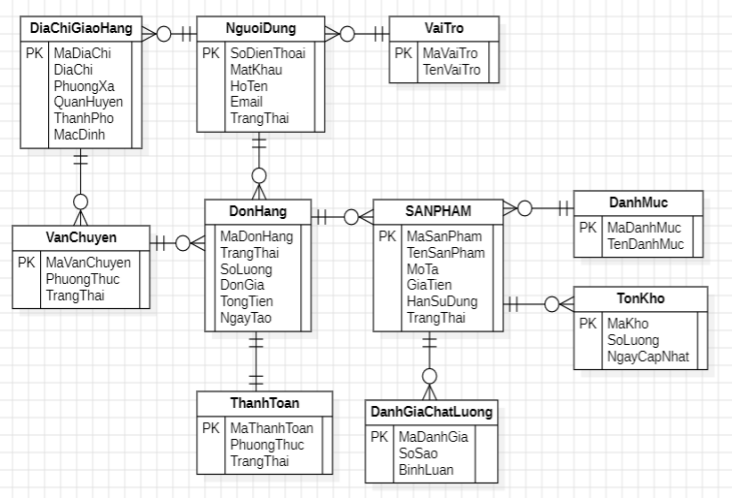 DiaChiGiaoHang
PK MaDiaChi
DiaChi
PhuongXa
QuanHuyen
ThanhPho
MacDinh
NguoiDung
PK SoDienThoai
MatKhau
HoTen
Email
TrangThai
VaiTro
PK MaVaiTro
TenVaiTro
VanChuyen
PK MaVanChuyen
PhuongThuc
TrangThai
DonHang
MaDonHang
TrangThai
SoLuong
DonGia
TongTien
NgayTao
SANPHAM
PK MaSanPham
TenSanPham
MoTa
GiaTien
HanSuDung
TrangThai
DanhMuc
PK MaDanhMuc
TenDanhMuc
TonKho
PK MaKho
SoLuong
NgayCapNhat
ThanhToan
PK MaThanhToan
PhuongThuc
TrangThai
DanhGiaChatLuong
PK MaDanhGia
SoSao
BinhLuan